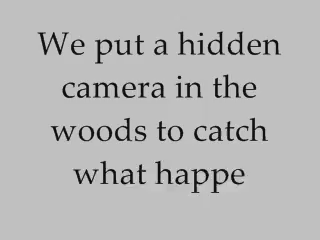 We put a hidden
camera in the
woods to catch
what happe